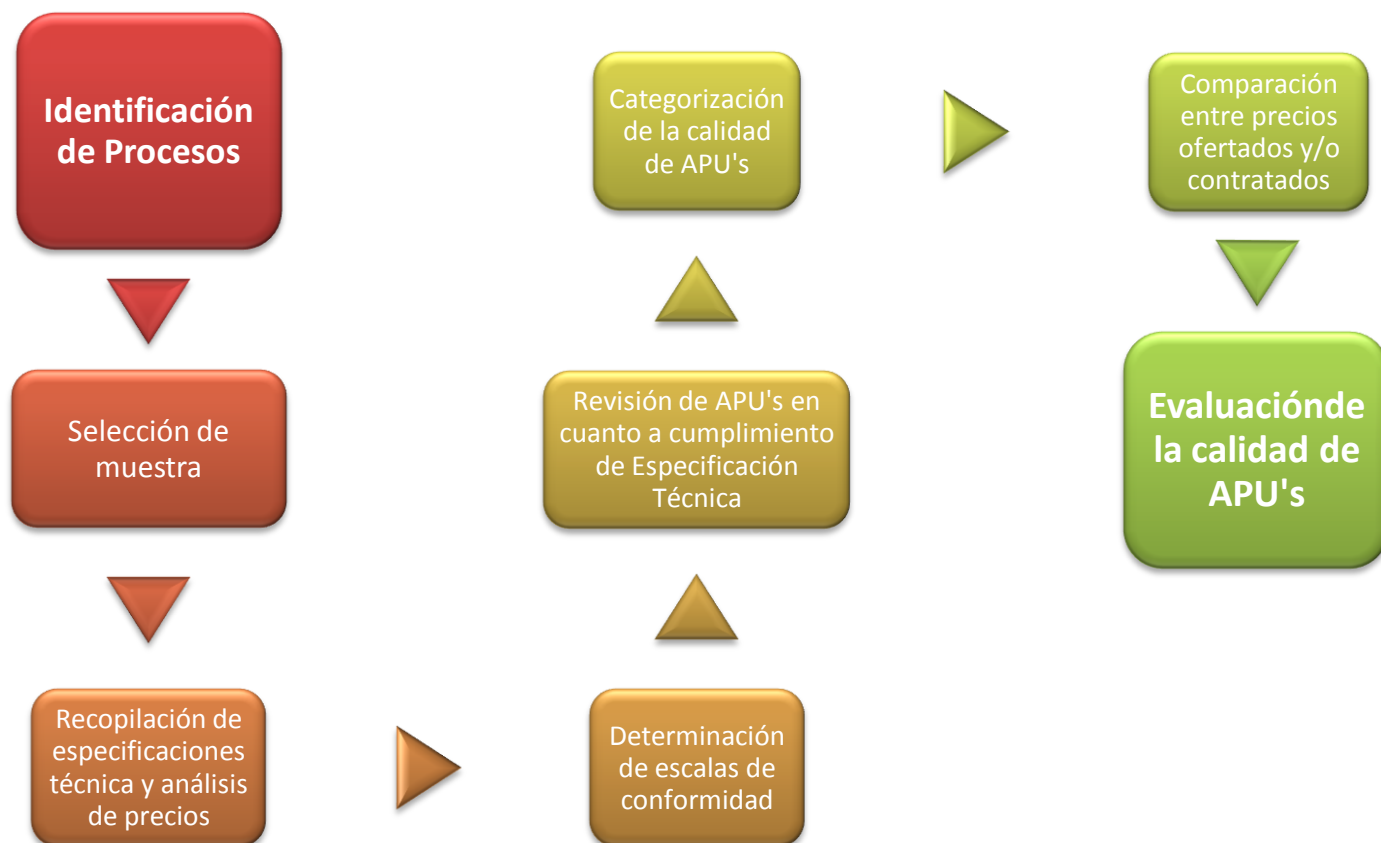 Identificación
de Procesos
Selección de
muestra
Recopilación de
especificaciones
técnica y análisis
de precios
Determinación
de escalas de
conformidad
Revisión de APU's en
cuanto a cumplimiento
de Especificación
Técnica
Categorización
de la calidad
de APU's
Comparación
entre precios
ofertados y/o
contratados
Evaluaciónde
la calidad de
APU's